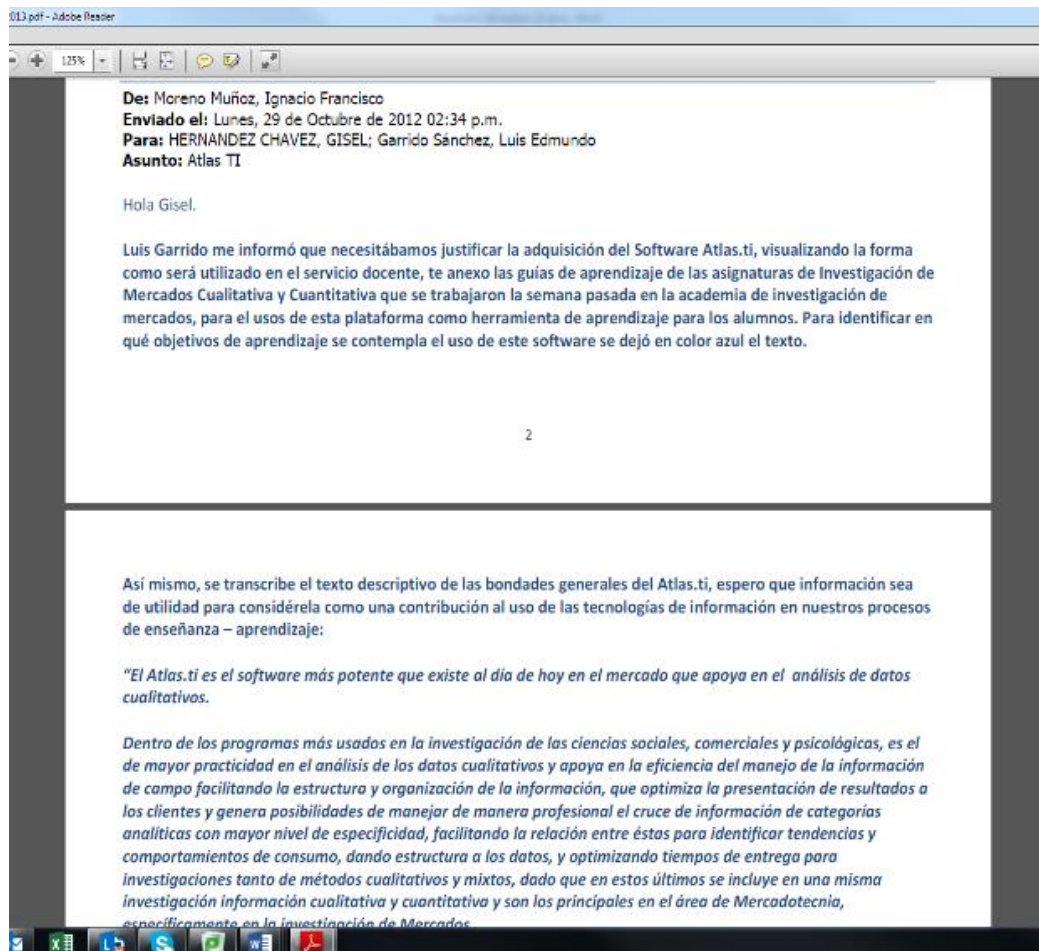 2013 pdf - Adobe Reader
125%
De: Moreno Muñoz, Ignacio Francisco
Enviado el: Lunes, 29 de Octubre de 2012 02:34 p.m.
Para: HERNANDEZ CHAVEZ, GISEL; Garrido Sánchez, Luis Edmundo
Asunto: Atlas TI
Hola Gisel.
Luis Garrido me informó que necesitábamos justificar la adquisición del Software Atlas.ti, visualizando la forma
como será utilizado en el servicio docente, te anexo las guías de aprendizaje de las asignaturas de Investigación de
Mercados Cualitativa y Cuantitativa que se trabajaron la semana pasada en la academia de investigación de
mercados, para el usos de esta plataforma como herramienta de aprendizaje para los alumnos. Para identificar en
qué objetivos de aprendizaje se contempla el uso de este software se dejó en color azul el texto.
2
Así mismo, se transcribe el texto descriptivo de las bondades generales del Atlas.ti, espero que información sea
de utilidad para considérela como una contribución al uso de las tecnologías de información en nuestros procesos
de enseñanza – aprendizaje:
“El Atlas.ti es el software más potente que existe al día de hoy en el mercado que apoya en el análisis de datos
cualitativos.
Dentro de los programas más usados en la investigación de las ciencias sociales, comerciales y psicológicas, es el
de mayor practicidad en el análisis de los datos cualitativos y apoya en la eficiencia del manejo de la información
de campo facilitando la estructura y organización de la información, que optimiza la presentación de resultados a
los clientes y genera posibilidades de manejar de manera profesional el cruce de información de categorías
analíticas con mayor nivel de especificidad, facilitando la relación entre éstas para identificar tendencias y
comportamientos de consumo, dando estructura a los datos, y optimizando tiempos de entrega para
investigaciones tanto de métodos cualitativos y mixtos, dado que en estos últimos se incluye en una misma
investigación información cualitativa y cuantitativa y son los principales en el área de Mercadotecnia,
específicamente en la investigación de Mercados